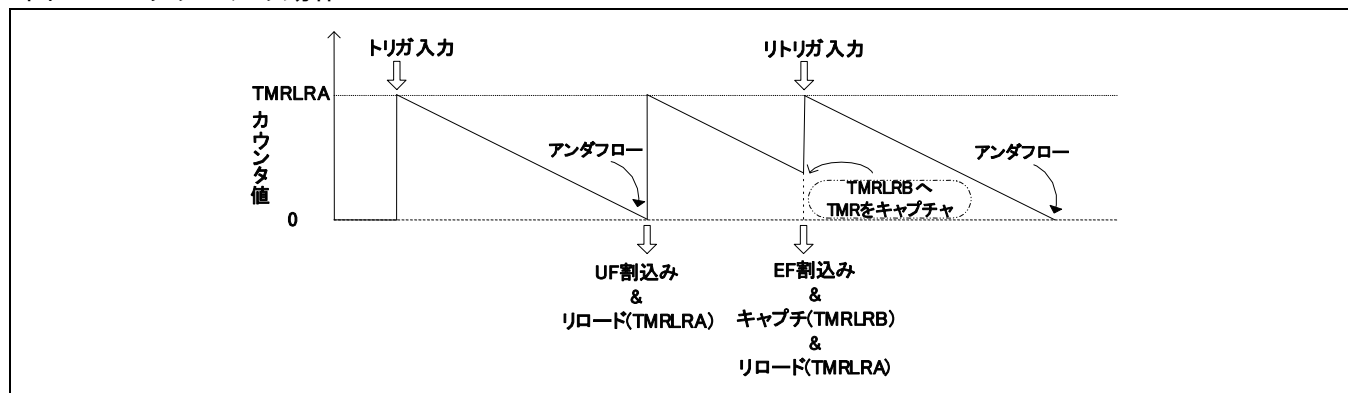 トリガ入力
リトリガ入力
TMRLRA
カウンタ値
アンダフロー
アンダフロー
TMRLRBへ
TMRをキャプチャ
0
UF割込み
&
リロード(TMRLRA)
EF割込み
&
キャプチ(TMRLRB)
&
リロード(TMRLRA)